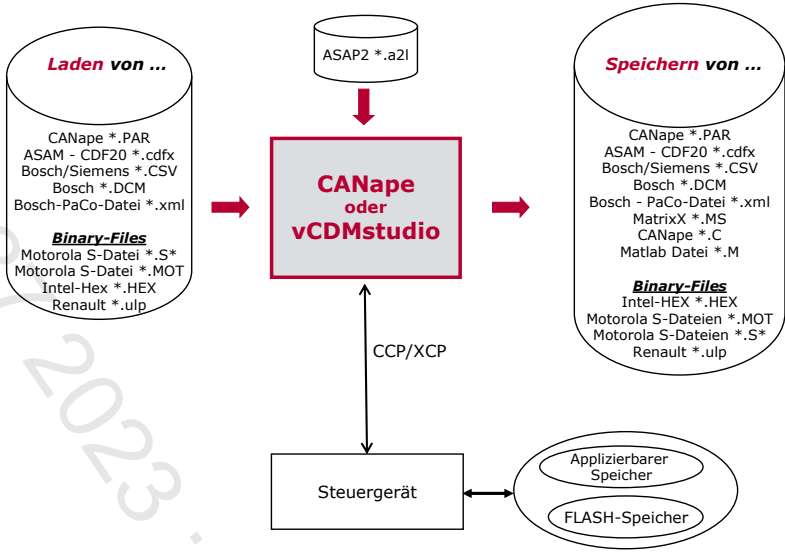 ASAP2 *.a2l
Laden von ...
CANape *.PAR
ASAM - CDF20 *.cdfx
Bosch/Siemens *.CSV
Bosch *.DCM
Bosch-PaCo-Datei *.xml
Binary-Files
Motorola S-Datei *.S*
Motorola S-Datei *.MOT
Intel-Hex *.HEX
Renault *.ulp
CANape
oder
vCDMstudio
Speichern von ...
CANape *.PAR
ASAM - CDF20 *.cdfx
Bosch/Siemens *.CSV
Bosch *.DCM
Bosch - PaCo-Datei *.xml
MatrixX *.MS
CANape *.C
Matlab Datei *.M
Binary-Files
Intel-HEX *.HEX
Motorola S-Dateien *.MOT
Motorola S-Dateien *.S*
Renault *.ulp
CCP/XCP
Steuergerät
Applizierbarer
Speicher
FLASH-Speicher
2023